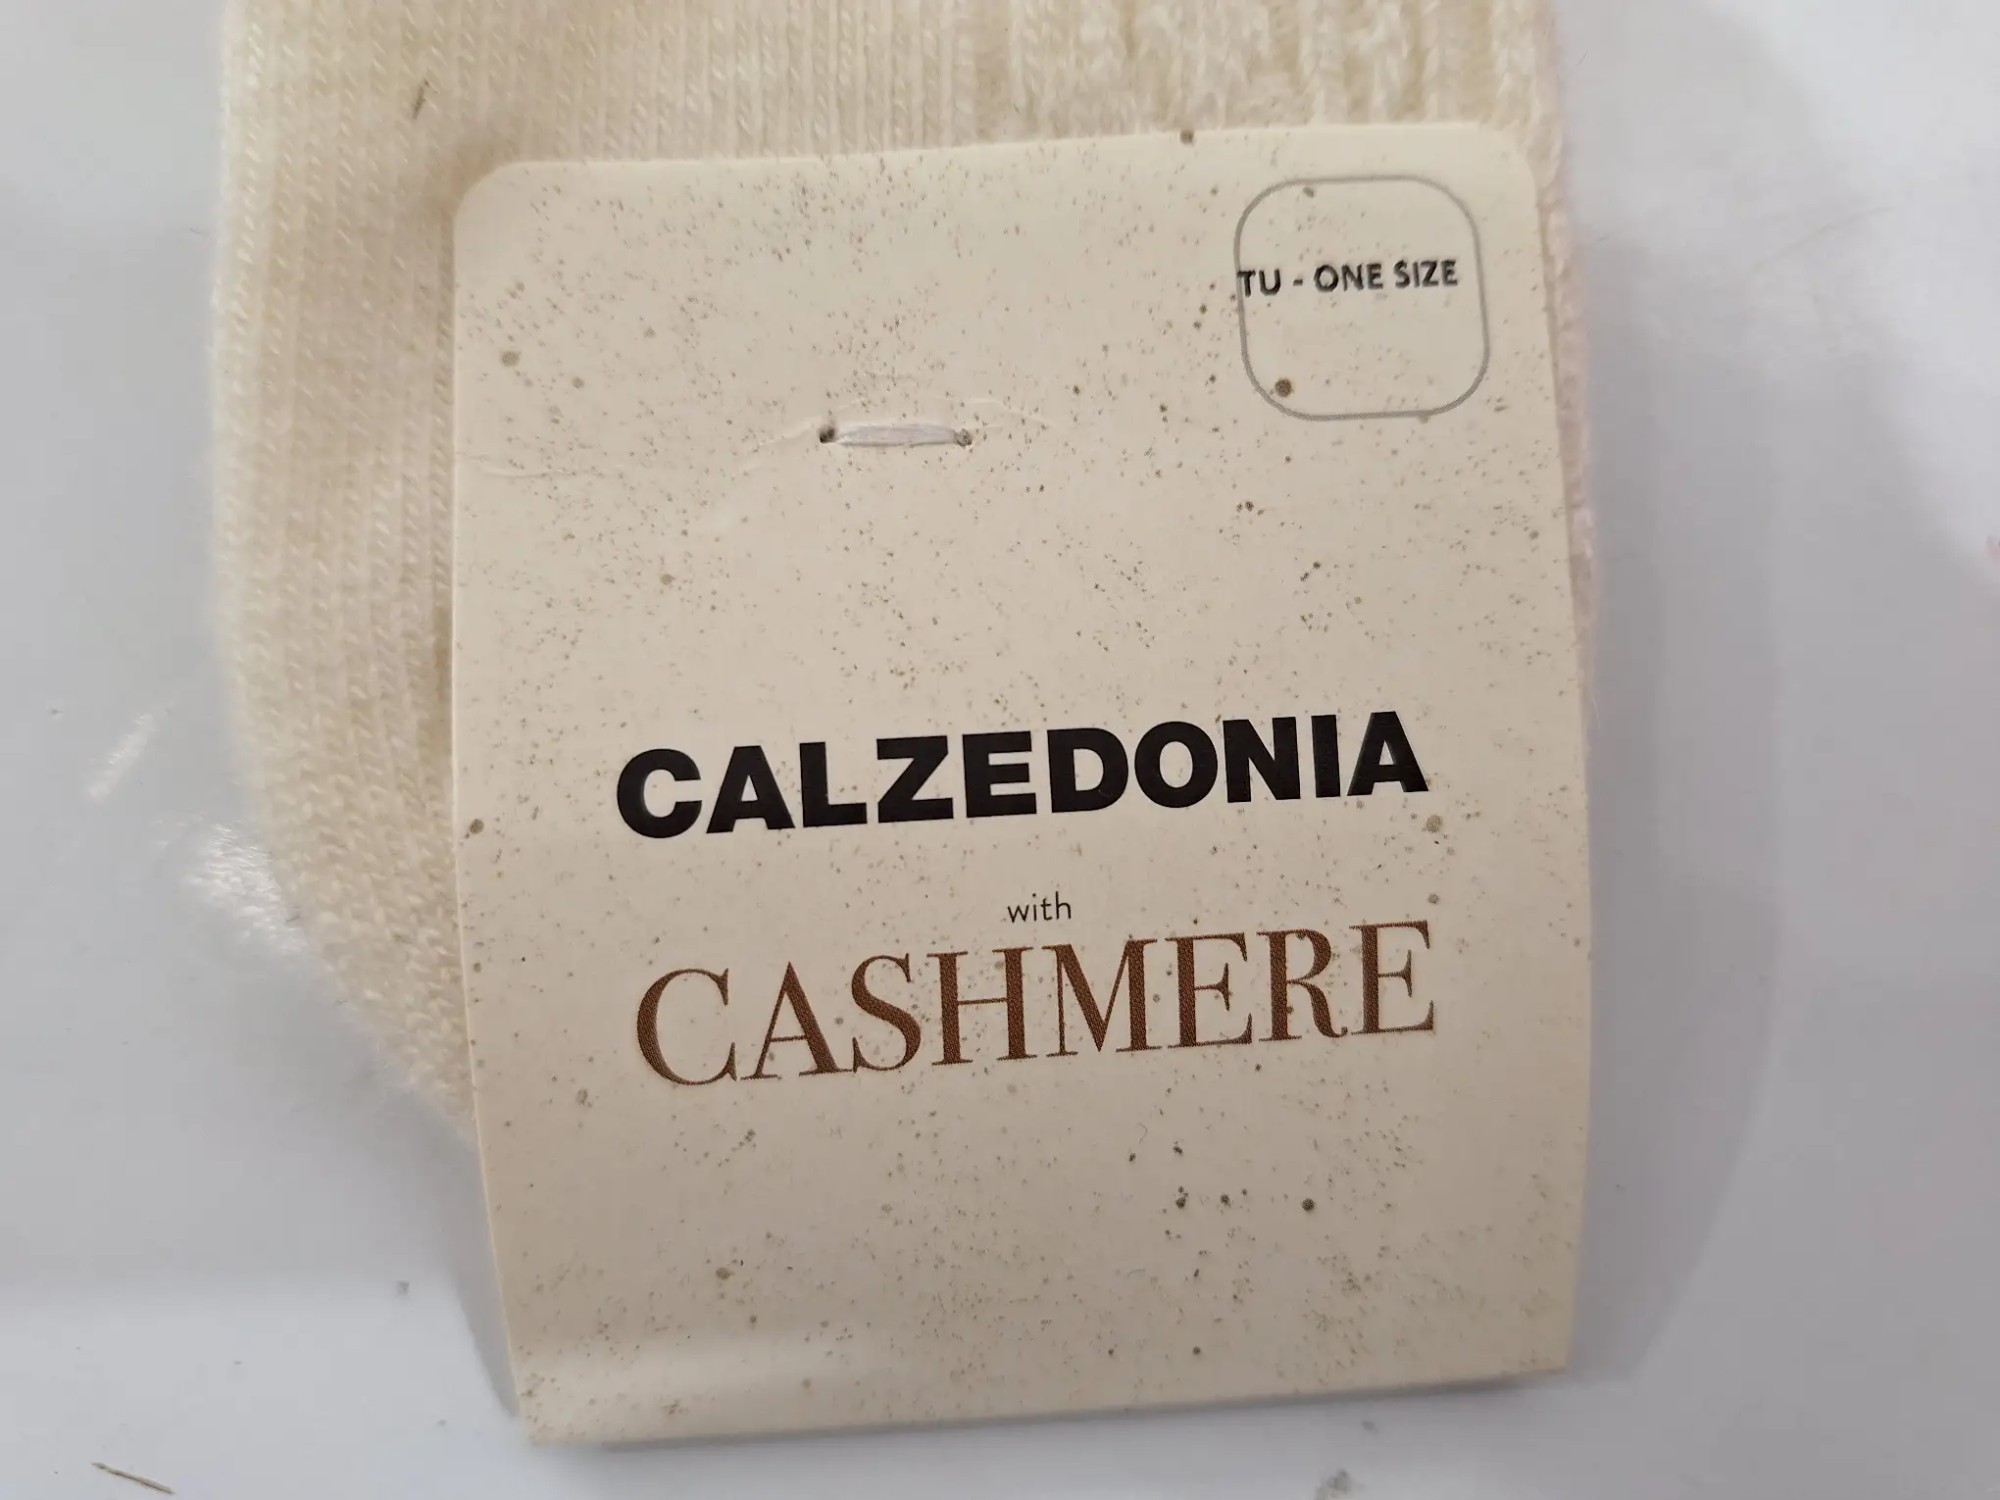 TU - ONE SIZE
CALZEDONIA
with
CASHMERE